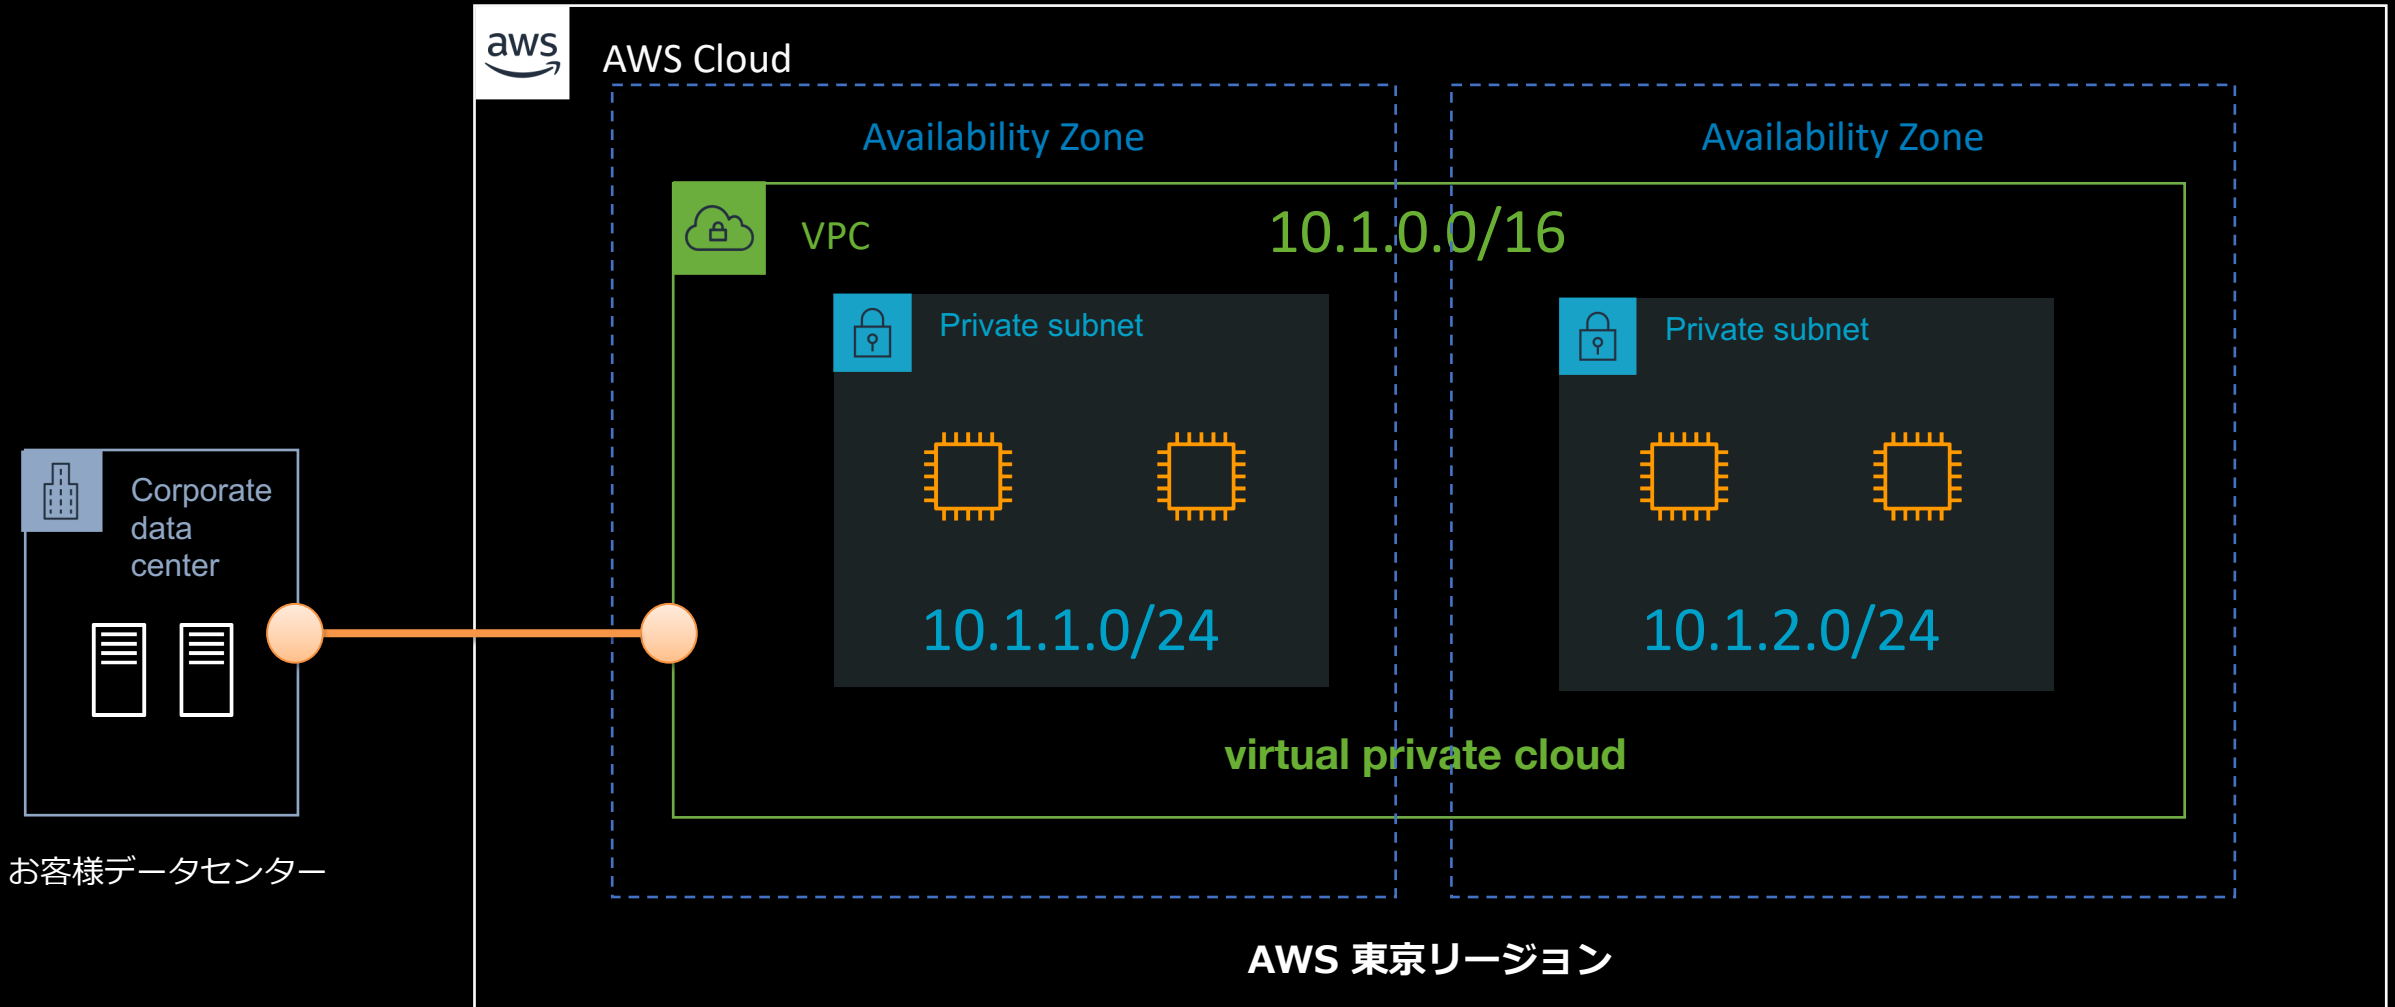 aws
AWS Cloud
Availability Zone
Availability Zone
VPC
10.1.0.0/16
Private subnet
Private subnet
Corporate
data
center
10.1.1.0/24
10.1.2.0/24
virtual private cloud
お客様データセンター
AWS 東京リージョン